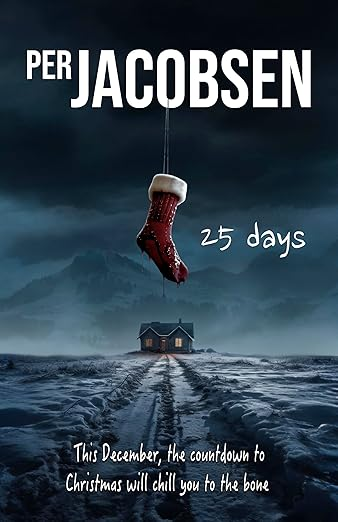 PER JACOBSEN
25 days
This December, the countdown to
Christmas will chill you to the bone